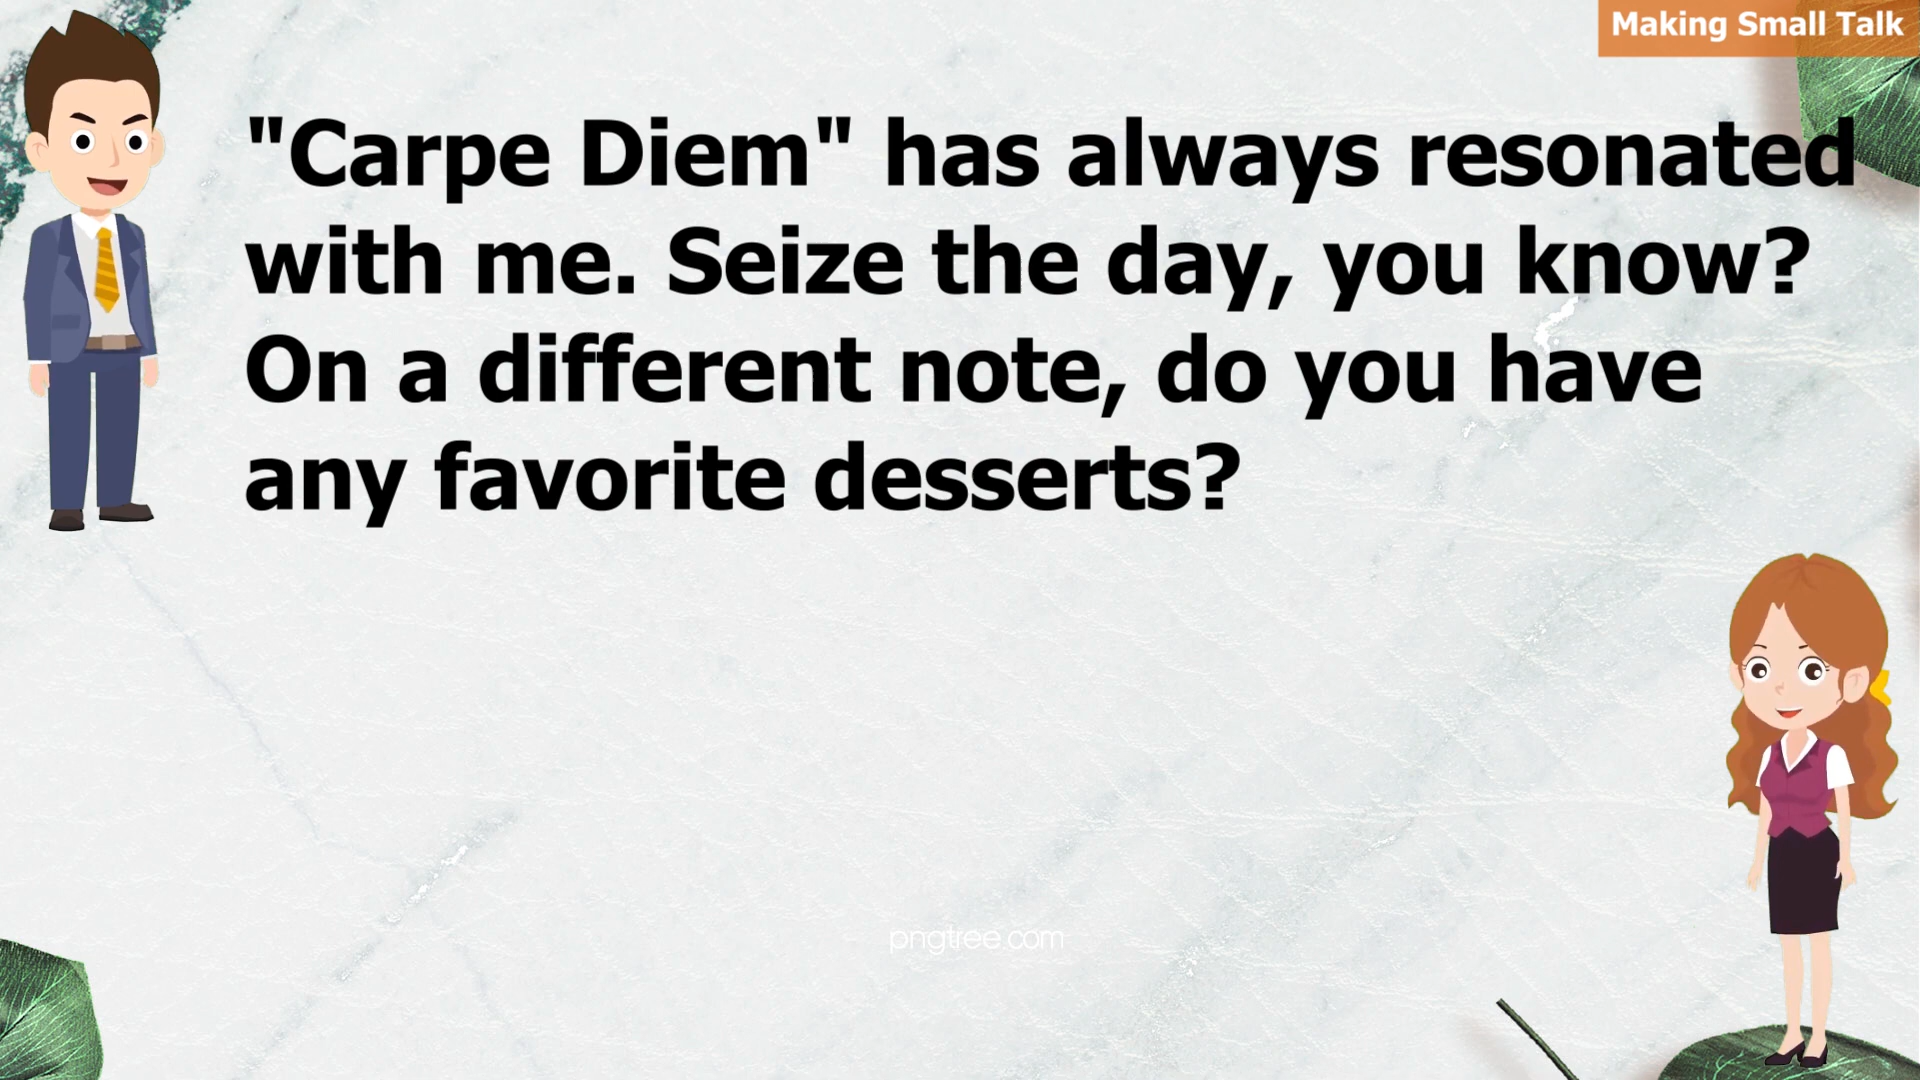 Making Small Talk
"Carpe Diem" has always resonated
with me. Seize the day, you know?
On a different note, do you have
any favorite desserts?
pngtree.com